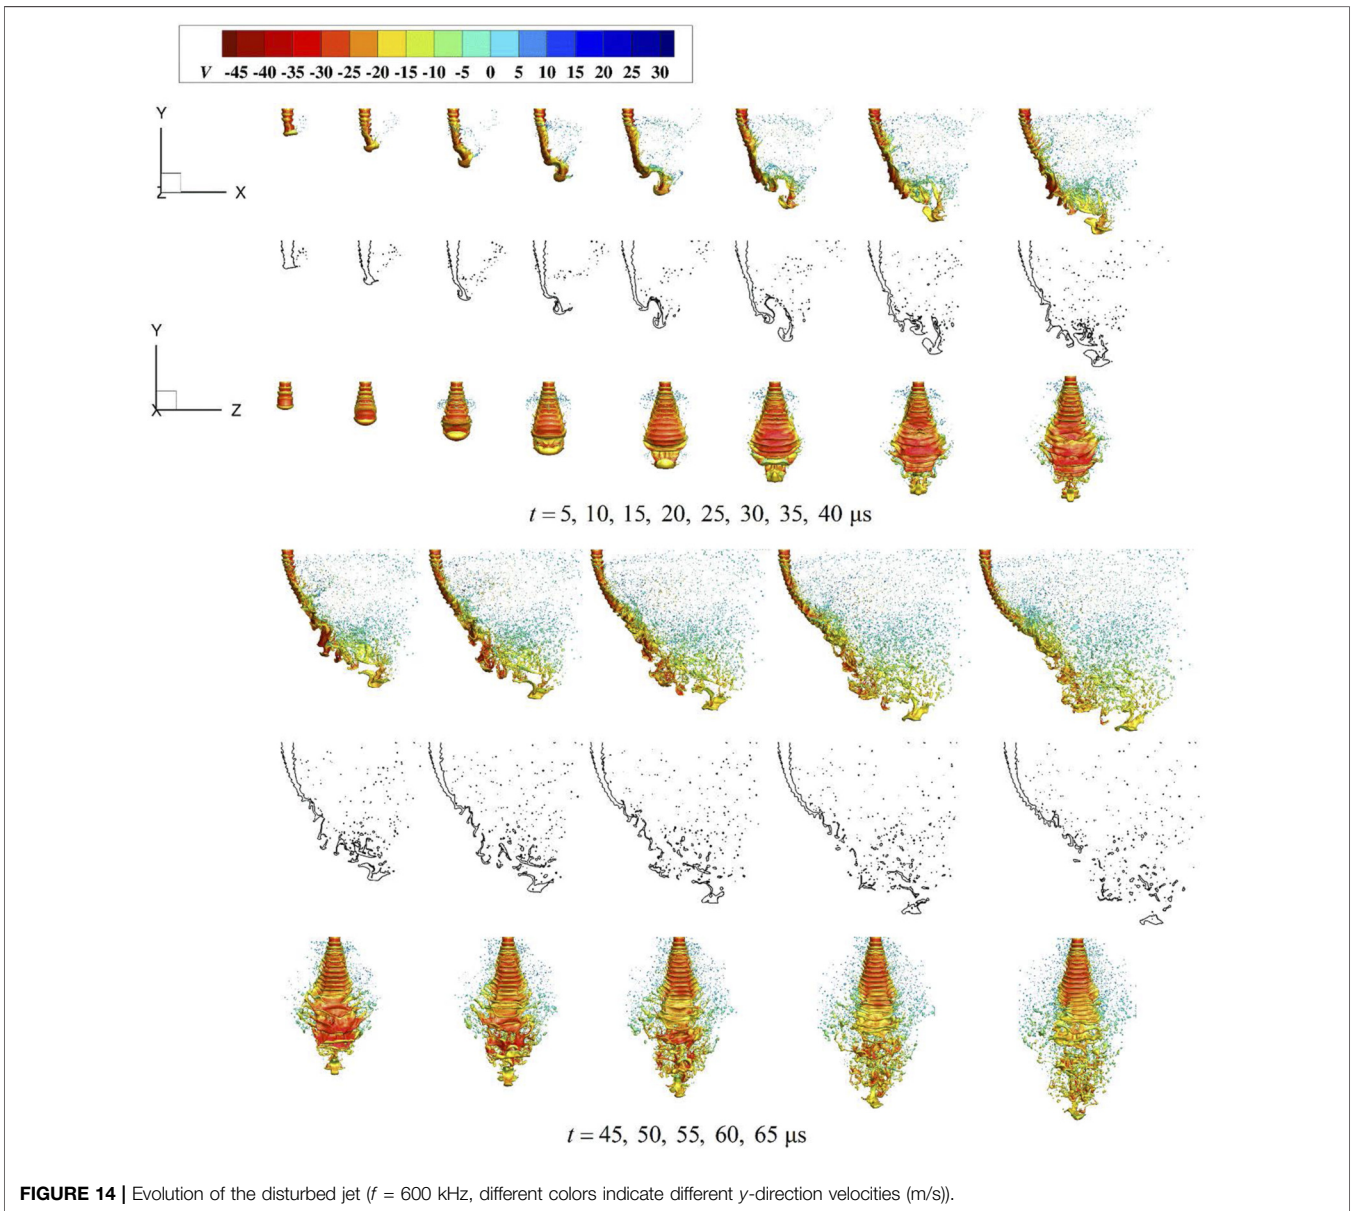 V -45 -40 -35 -30 -25 -20 -15 -10 -5 0 5 10 15 20 25 30
Y
Z X
Y
X Z
t = 5, 10, 15, 20, 25, 30, 35, 40 μs
t = 45, 50, 55, 60, 65 μs
FIGURE 14 | Evolution of the disturbed jet (f = 600 kHz, different colors indicate different y-direction velocities (m/s)).